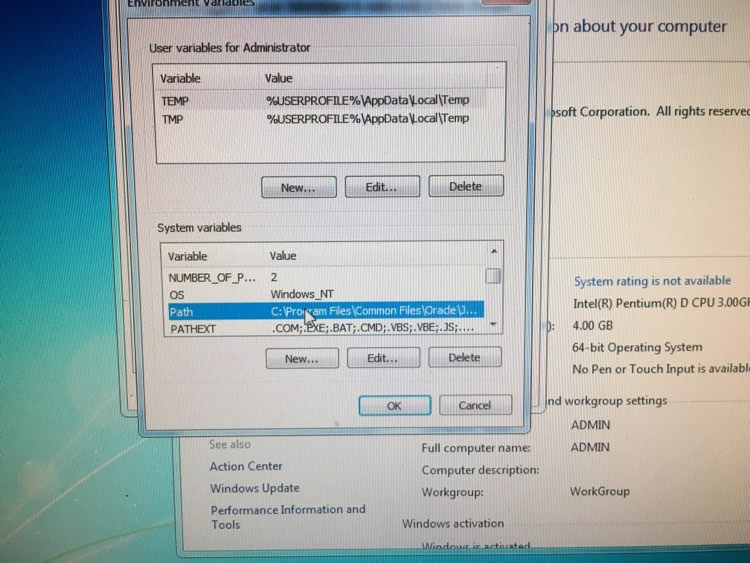 Environment Variables
User variables for Administrator
Variable Value
TEMP %USERPROFILE%\AppData\Local\Temp
TMP %USERPROFILE%\AppData\Local\Temp
New... Edit... Delete
System variables
Variable Value
NUMBER_OF_P... 2
OS Windows_NT
Path C:\Program Files\Common Files\Oracle\J...
PATHEXT .COM;.EXE;.BAT;.CMD;.VBS;.VBE;.JS;....
New... Edit... Delete
OK Cancel
on about your computer
osoft Corporation. All rights reserved
System rating is not available
Intel(R) Pentium(R) D CPU 3.00GH
): 4.00 GB
64-bit Operating System
No Pen or Touch Input is availabl
nd workgroup settings
ADMIN
Full computer name: ADMIN
Computer description:
Workgroup: WorkGroup
Windows activation
Windows is activated
See also
Action Center
Windows Update
Performance Information and
Tools